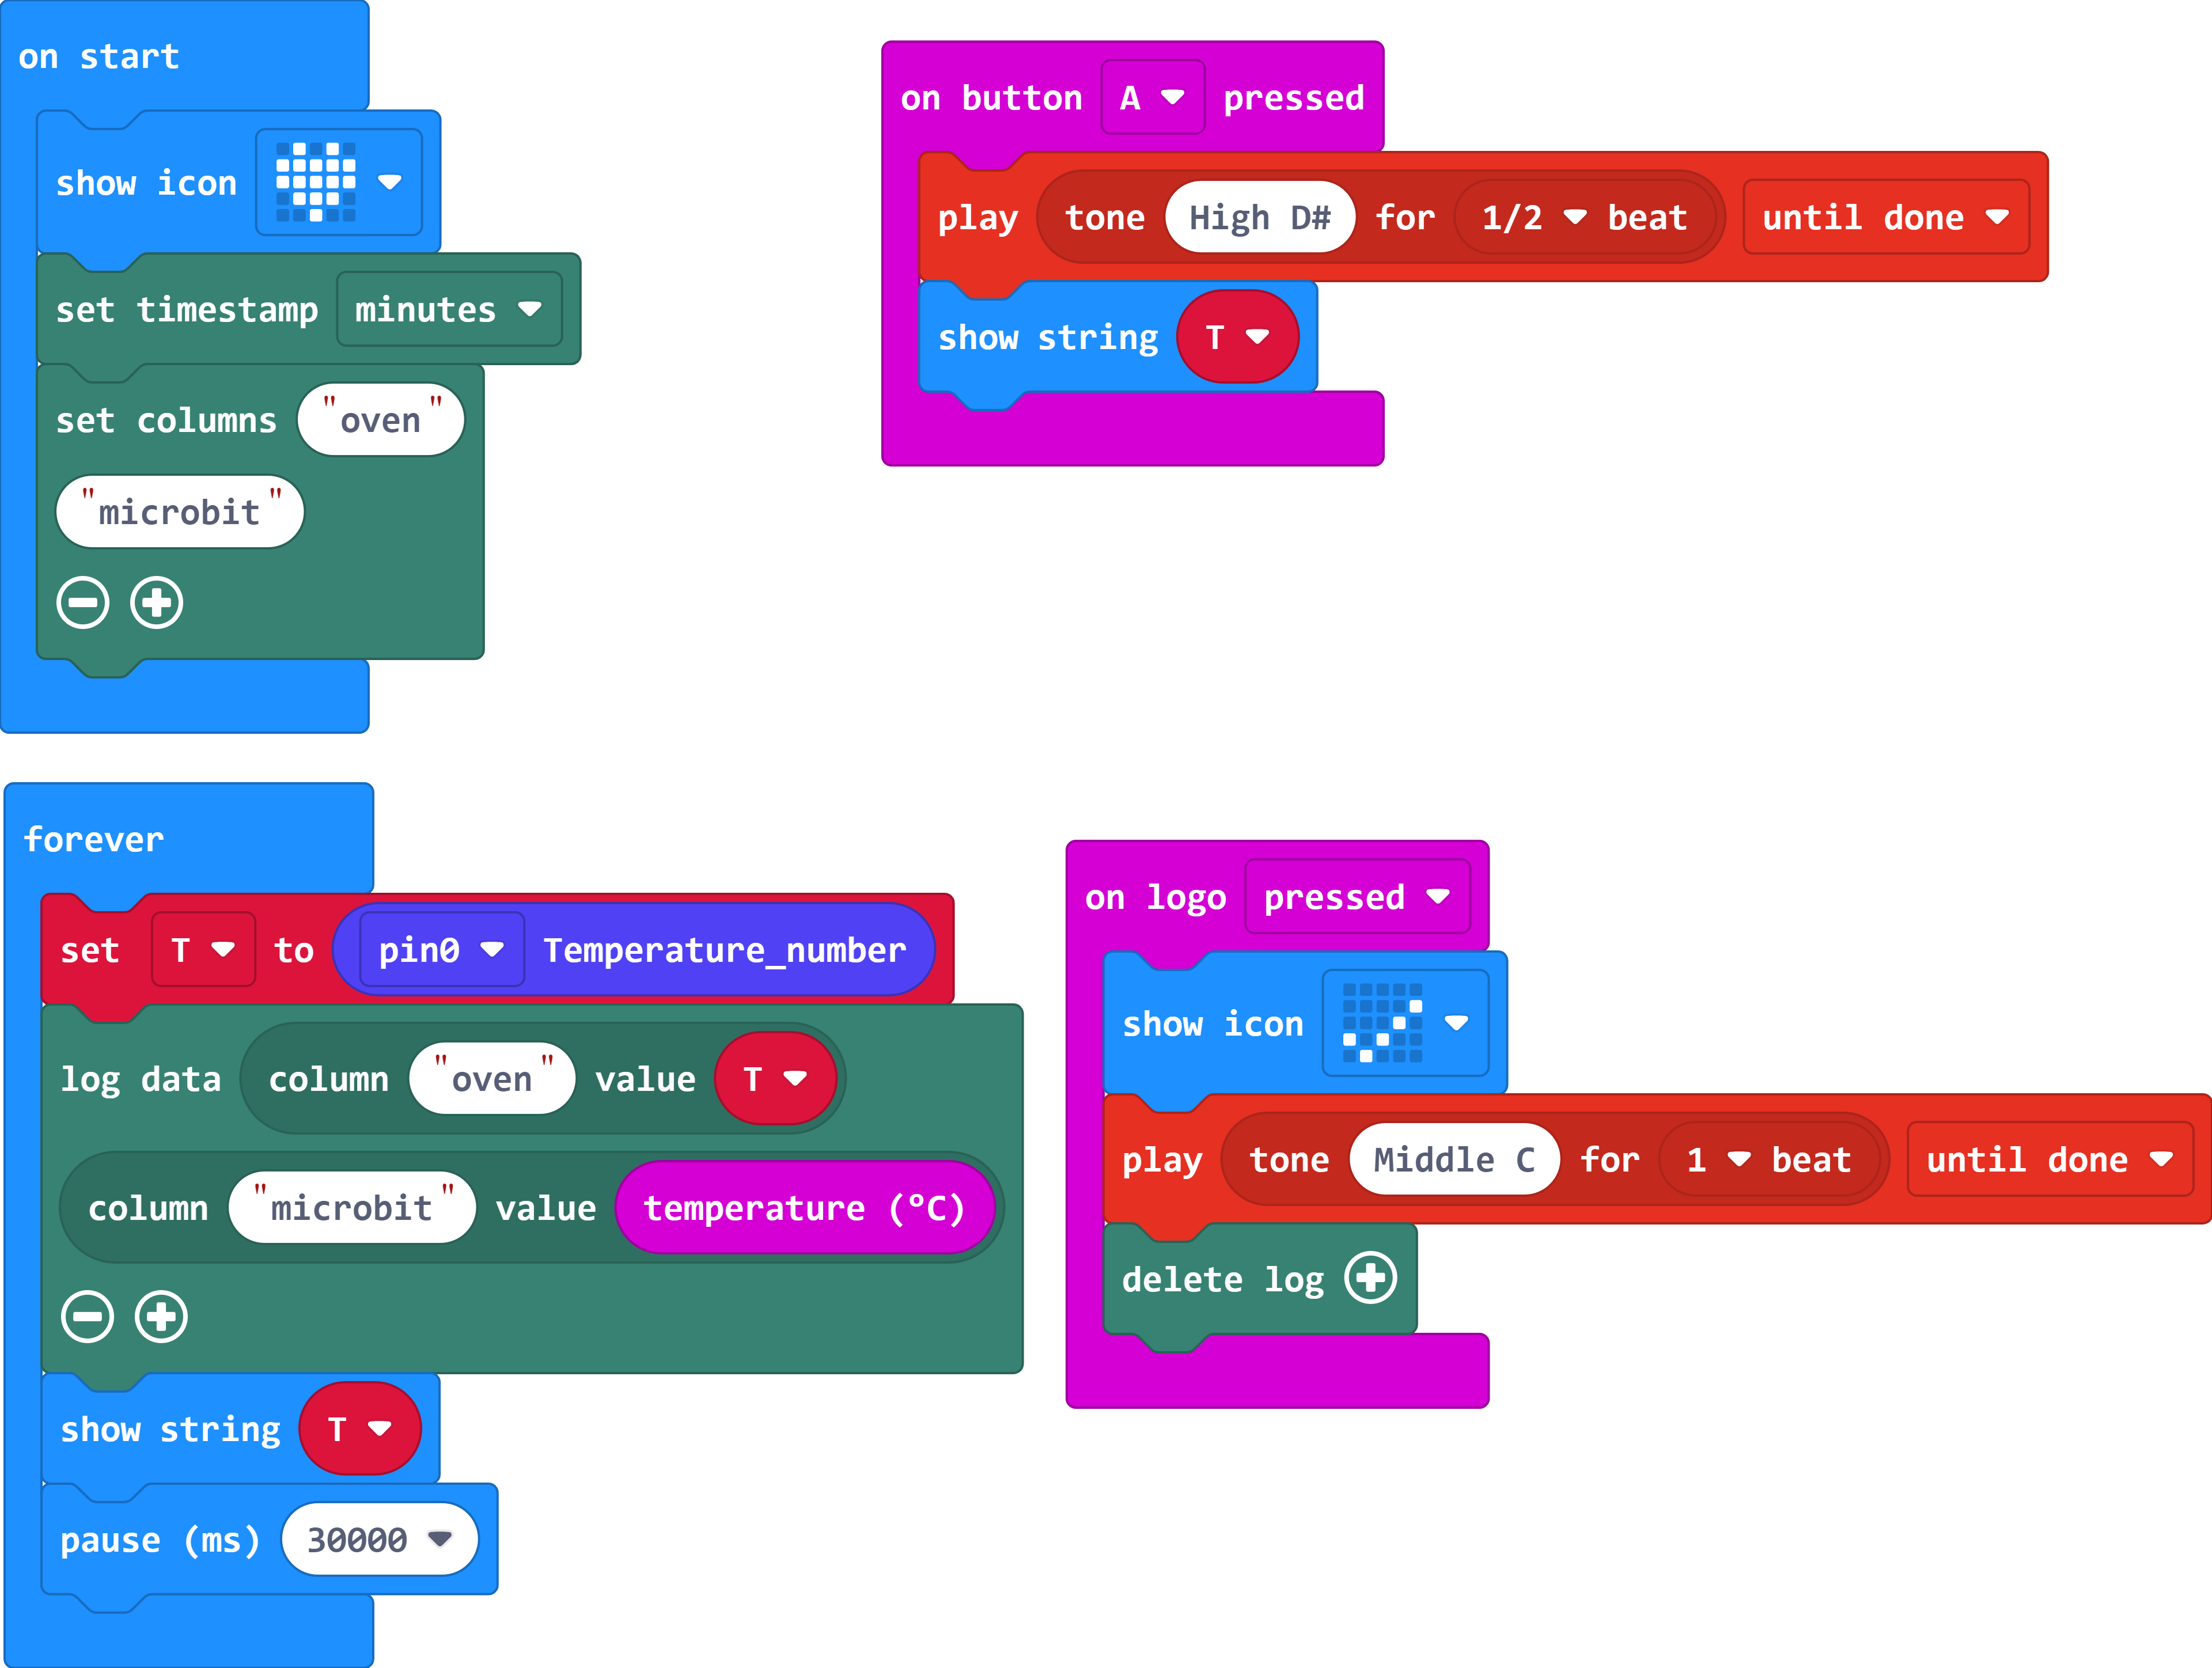 on start
show icon
set timestamp minutes
set columns "oven"
"microbit"
on button A pressed
play tone High D# for 1/2 beat until done
show string T
forever
set T to pin0 Temperature_number
log data column "oven" value T
column "microbit" value temperature (°C)
show string T
pause (ms) 30000
on logo pressed
show icon
play tone Middle C for 1 beat until done
delete log